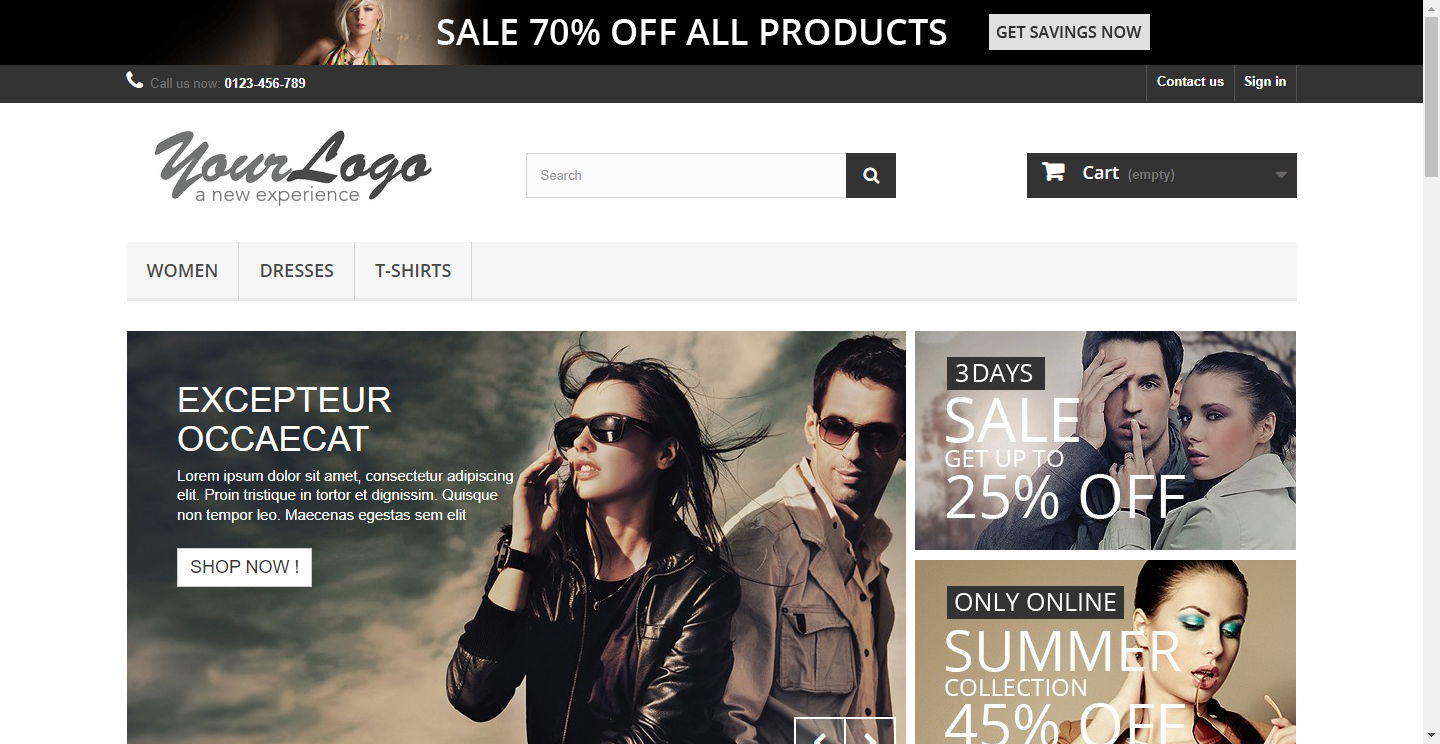 SALE 70% OFF ALL PRODUCTS
GET SAVINGS NOW
Call us now: 0123-456-789
Contact us
Sign in
YourLogo
a new experience
Search
Cart (empty)
WOMEN
DRESSES
T-SHIRTS
EXCEPTEUR
OCCAECAT
Lorem ipsum dolor sit amet, consectetur adipiscing
elit. Proin tristique in tortor et dignissim. Quisque
non tempor leo. Maecenas egestas sem elit
SHOP NOW !
3DAYS
SALE
GET UP TO
25% OFF
ONLY ONLINE
SUMMER
COLLECTION
45% OFF